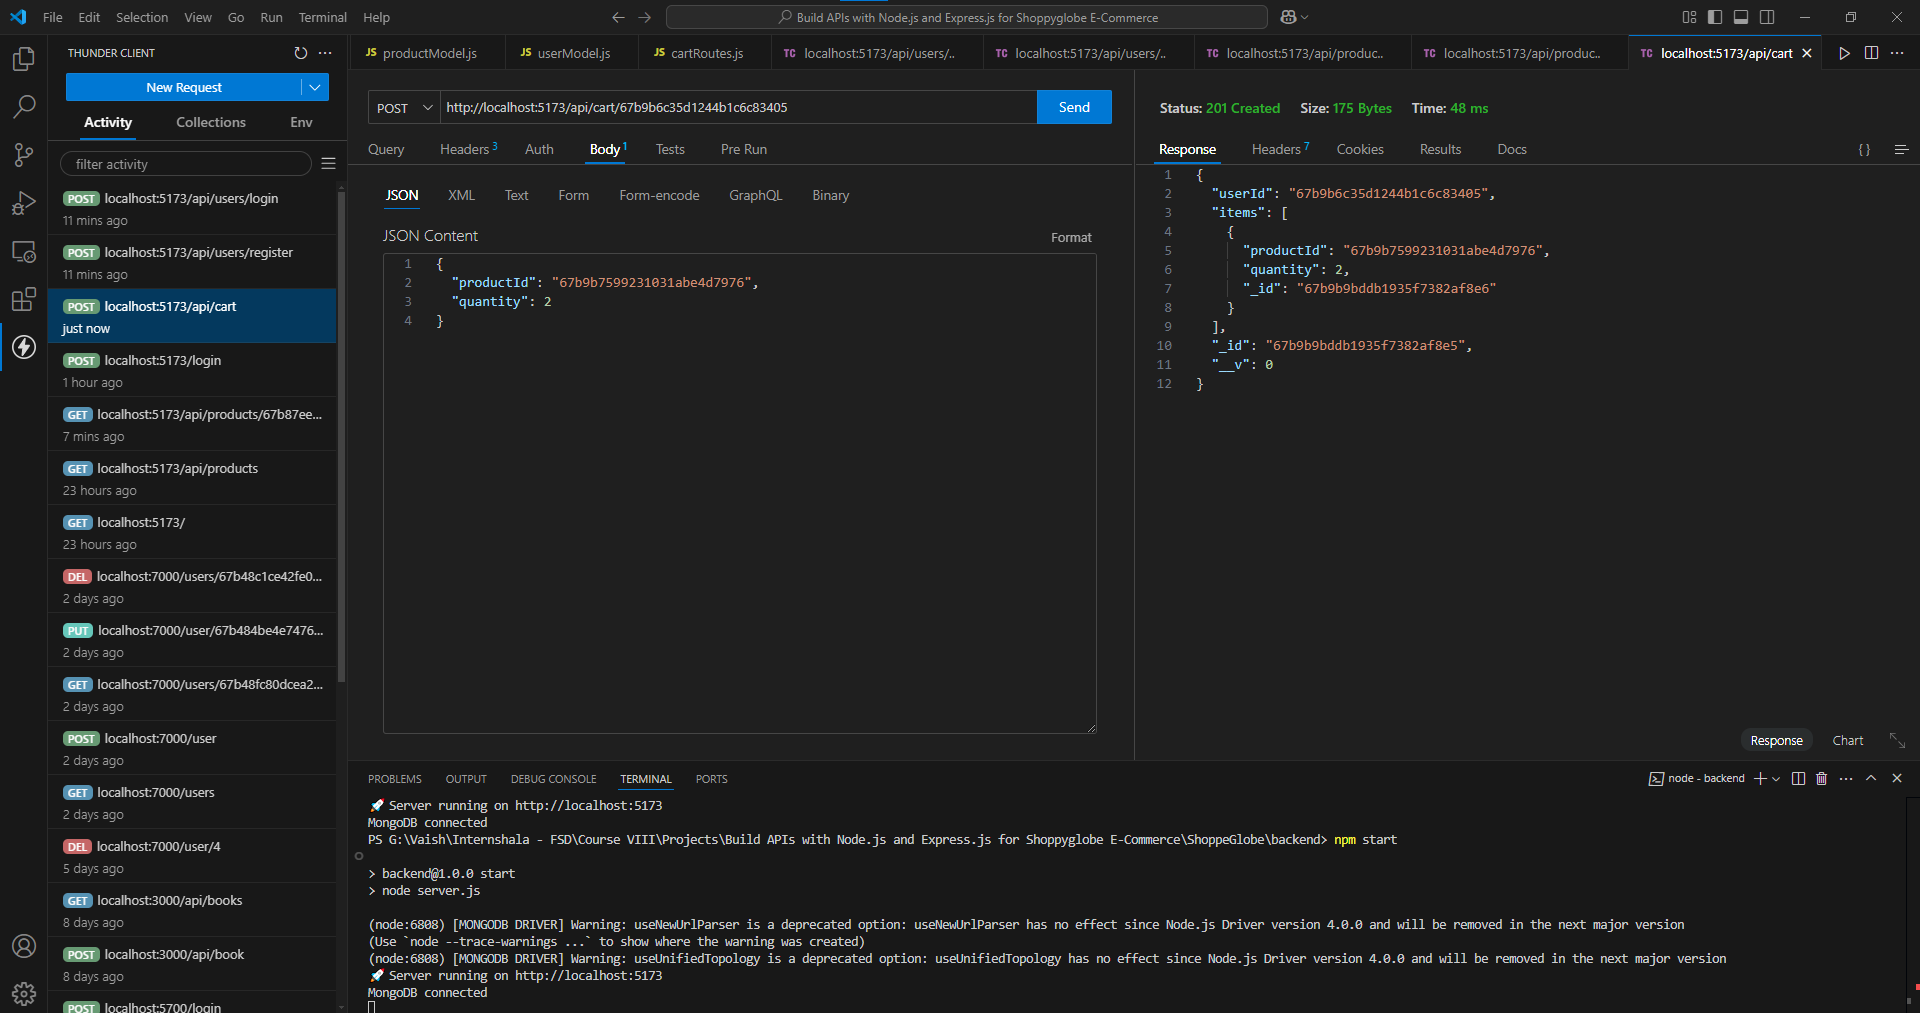 File Edit Selection View Go Run Terminal Help
Build APIs with Node.js and Express.js for Shoppyglobe E-Commerce
THUNDER CLIENT
New Request
Activity Collections Env
filter activity
POST localhost:5173/api/users/login
11 mins ago
POST localhost:5173/api/users/register
11 mins ago
POST localhost:5173/api/cart
just now
POST localhost:5173/login
1 hour ago
GET localhost:5173/api/products/67b87ee...
7 mins ago
GET localhost:5173/api/products
23 hours ago
GET localhost:5173/
23 hours ago
DEL localhost:7000/users/67b48c1ce42fe0...
2 days ago
PUT localhost:7000/user/67b484be4e7476...
2 days ago
GET localhost:7000/users/67b48fc80dcea2...
2 days ago
POST localhost:7000/user
2 days ago
GET localhost:7000/users
2 days ago
DEL localhost:7000/user/4
5 days ago
GET localhost:3000/api/books
8 days ago
POST localhost:3000/api/book
8 days ago
POST localhost:5700/login
JS productModel.js JS userModel.js JS cartRoutes.js TC localhost:5173/api/users/.. TC localhost:5173/api/users/.. TC localhost:5173/api/produc.. TC localhost:5173/api/produc.. TC localhost:5173/api/cart
POST http://localhost:5173/api/cart/67b9b6c35d1244b1c6c83405 Send
Query Headers 3 Auth Body 1 Tests Pre Run
JSON XML Text Form Form-encode GraphQL Binary
JSON Content Format
1 {
2 "productId": "67b9b7599231031abe4d7976",
3 "quantity": 2
4 }
Status: 201 Created Size: 175 Bytes Time: 48 ms
Response Headers 7 Cookies Results Docs {}
1 {
2 "userId": "67b9b6c35d1244b1c6c83405",
3 "items": [
4 {
5 "productId": "67b9b7599231031abe4d7976",
6 "quantity": 2,
7 "_id": "67b9b9bddb1935f7382af8e6"
8 }
9 ],
10 "_id": "67b9b9bddb1935f7382af8e5",
11 "__v": 0
12 }
Response Chart
PROBLEMS OUTPUT DEBUG CONSOLE TERMINAL PORTS node - backend
🚀 Server running on http://localhost:5173
MongoDB connected
PS G:\Vaish\Internshala - FSD\Course VIII\Projects\Build APIs with Node.js and Express.js for Shoppyglobe E-Commerce\ShoppeGlobe\backend> npm start
> backend@1.0.0 start
> node server.js
(node:6808) [MONGODB DRIVER] Warning: useNewUrlParser is a deprecated option: useNewUrlParser has no effect since Node.js Driver version 4.0.0 and will be removed in the next major version
(Use `node --trace-warnings ...` to show where the warning was created)
(node:6808) [MONGODB DRIVER] Warning: useUnifiedTopology is a deprecated option: useUnifiedTopology has no effect since Node.js Driver version 4.0.0 and will be removed in the next major version
🚀 Server running on http://localhost:5173
MongoDB connected